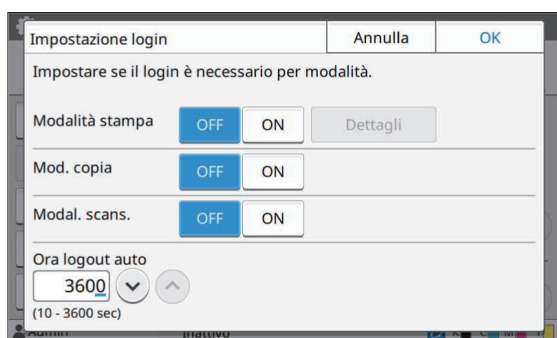 Impostazione login Annulla OK
Impostare se il login è necessario per modalità.
Modalità stampa OFF ON Dettagli
Mod. copia OFF ON
Modal. scans. OFF ON
Ora logout auto
3600
(10 - 3600 sec)
Admin Inattivo K C M Y